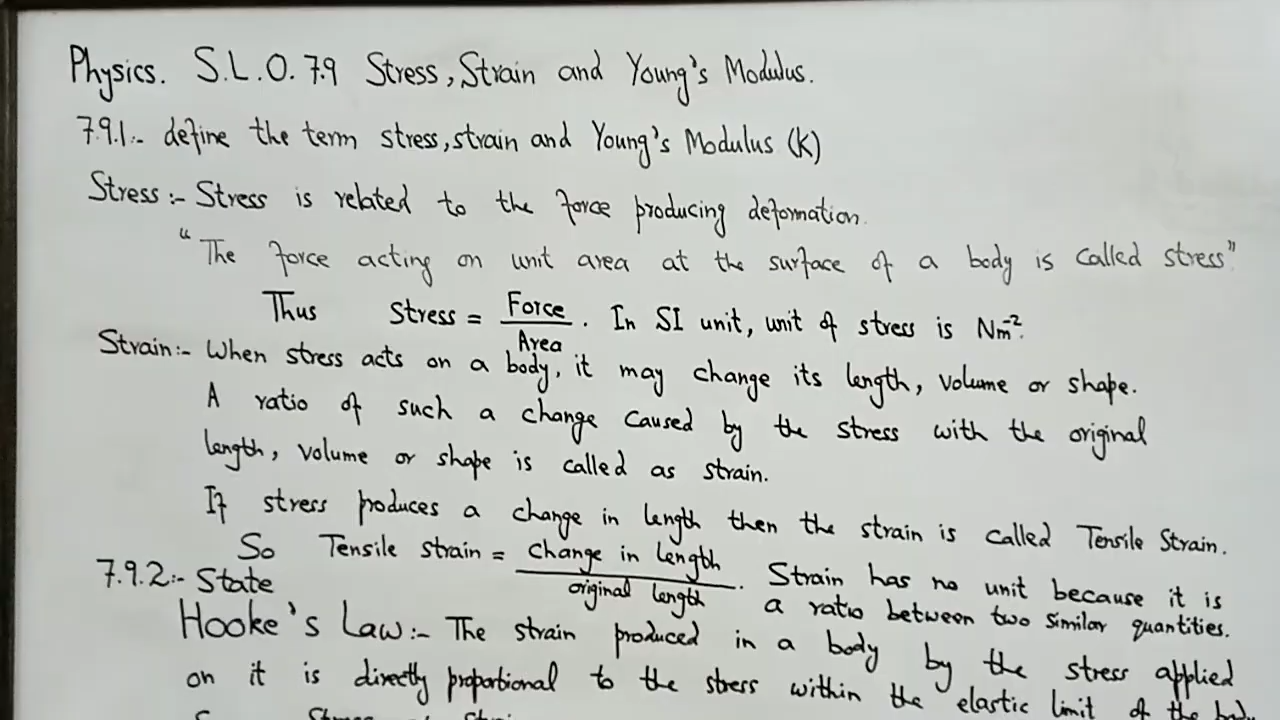 Physics. S.L.O. 7.9 Stress, Strain and Young's Modulus.
7.9.1:- define the term stress, strain and Young's Modulus (K)
Stress:- Stress is related to the force producing deformation.
"The force acting on unit area at the surface of a body is called stress".
Thus Stress = Force / Area . In SI unit, unit of stress is Nm⁻².
Strain:- When stress acts on a body, it may change its length, volume or shape.
A ratio of such a change caused by the stress with the original
length, volume or shape is called as strain.
If stress produces a change in length then the strain is called Tensile Strain.
So Tensile strain = Change in Length / original length . Strain has no unit because it is
a ratio between two similar quantities.
7.9.2:- State
Hooke's Law:- The strain produced in a body by the stress applied
on it is directly proportional to the stress within the elastic limit of the body